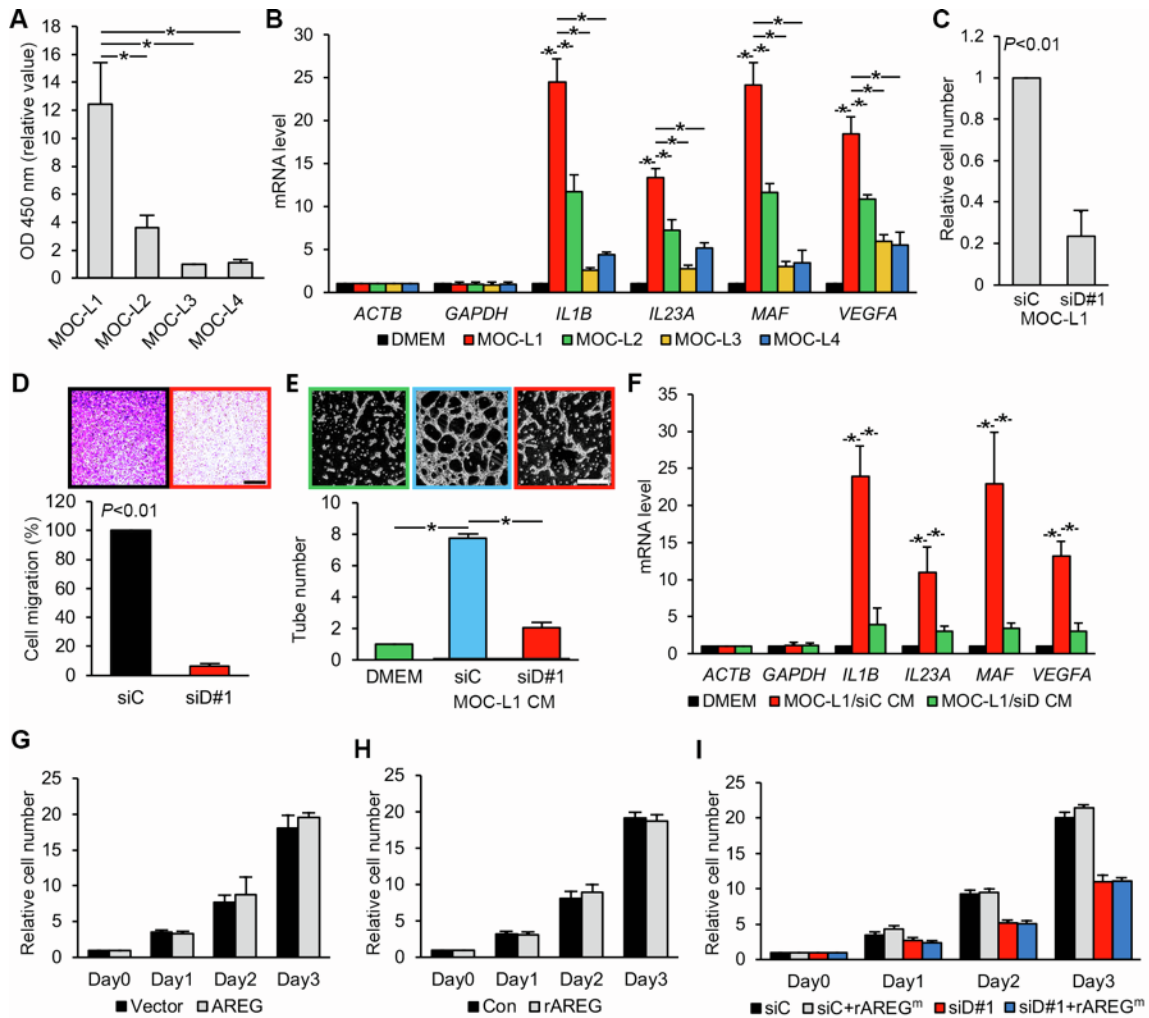 A
OD 450 nm (relative value)
18
16
14
12
10
8
6
4
2
0
* * *
MOC-L1 MOC-L2 MOC-L3 MOC-L4
B
mRNA level
30
25
20
15
10
5
0
* * * * * * * * * * * * * * * *
ACTB GAPDH IL1B IL23A MAF VEGFA
DMEM MOC-L1 MOC-L2 MOC-L3 MOC-L4
C
Relative cell number
1.2
1
0.8
0.6
0.4
0.2
0
P<0.01
siC siD#1
MOC-L1
D
Cell migration (%)
120
100
80
60
40
20
0
P<0.01
siC siD#1
E
Tube number
8
6
4
2
0
* *
DMEM siC siD#1
MOC-L1 CM
F
mRNA level
35
30
25
20
15
10
5
0
* * * * * * * *
ACTB GAPDH IL1B IL23A MAF VEGFA
DMEM MOC-L1/siC CM MOC-L1/siD CM
G
Relative cell number
25
20
15
10
5
0
Day0 Day1 Day2 Day3
Vector AREG
H
Relative cell number
25
20
15
10
5
0
Day0 Day1 Day2 Day3
Con rAREG
I
Relative cell number
25
20
15
10
5
0
Day0 Day1 Day2 Day3
siC siC+rAREGᵐ siD#1 siD#1+rAREGᵐ